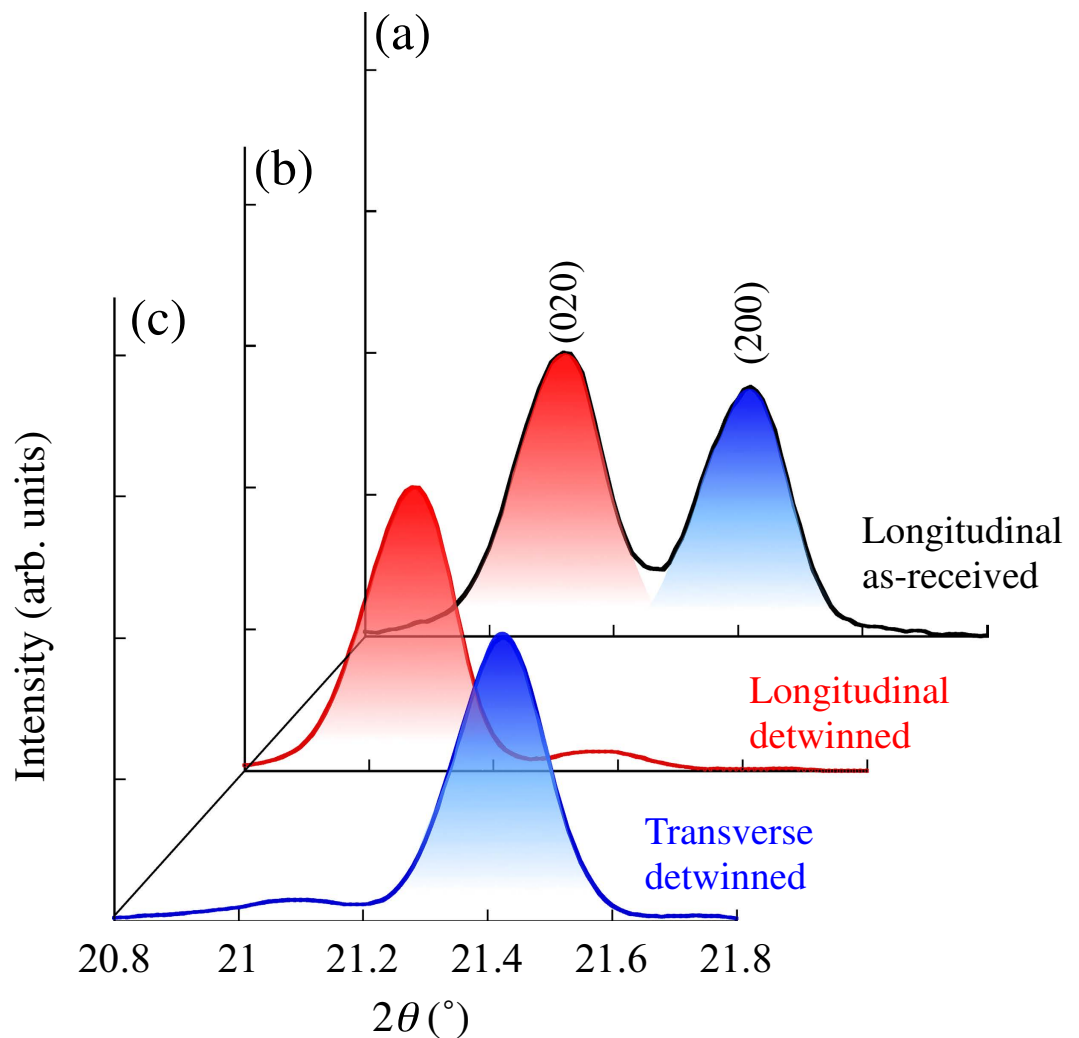 (a)
(b)
(c)
(020)
(200)
Longitudinal
as-received
Longitudinal
detwinned
Transverse
detwinned
Intensity (arb. units)
20.8 21 21.2 21.4 21.6 21.8
2θ (°)